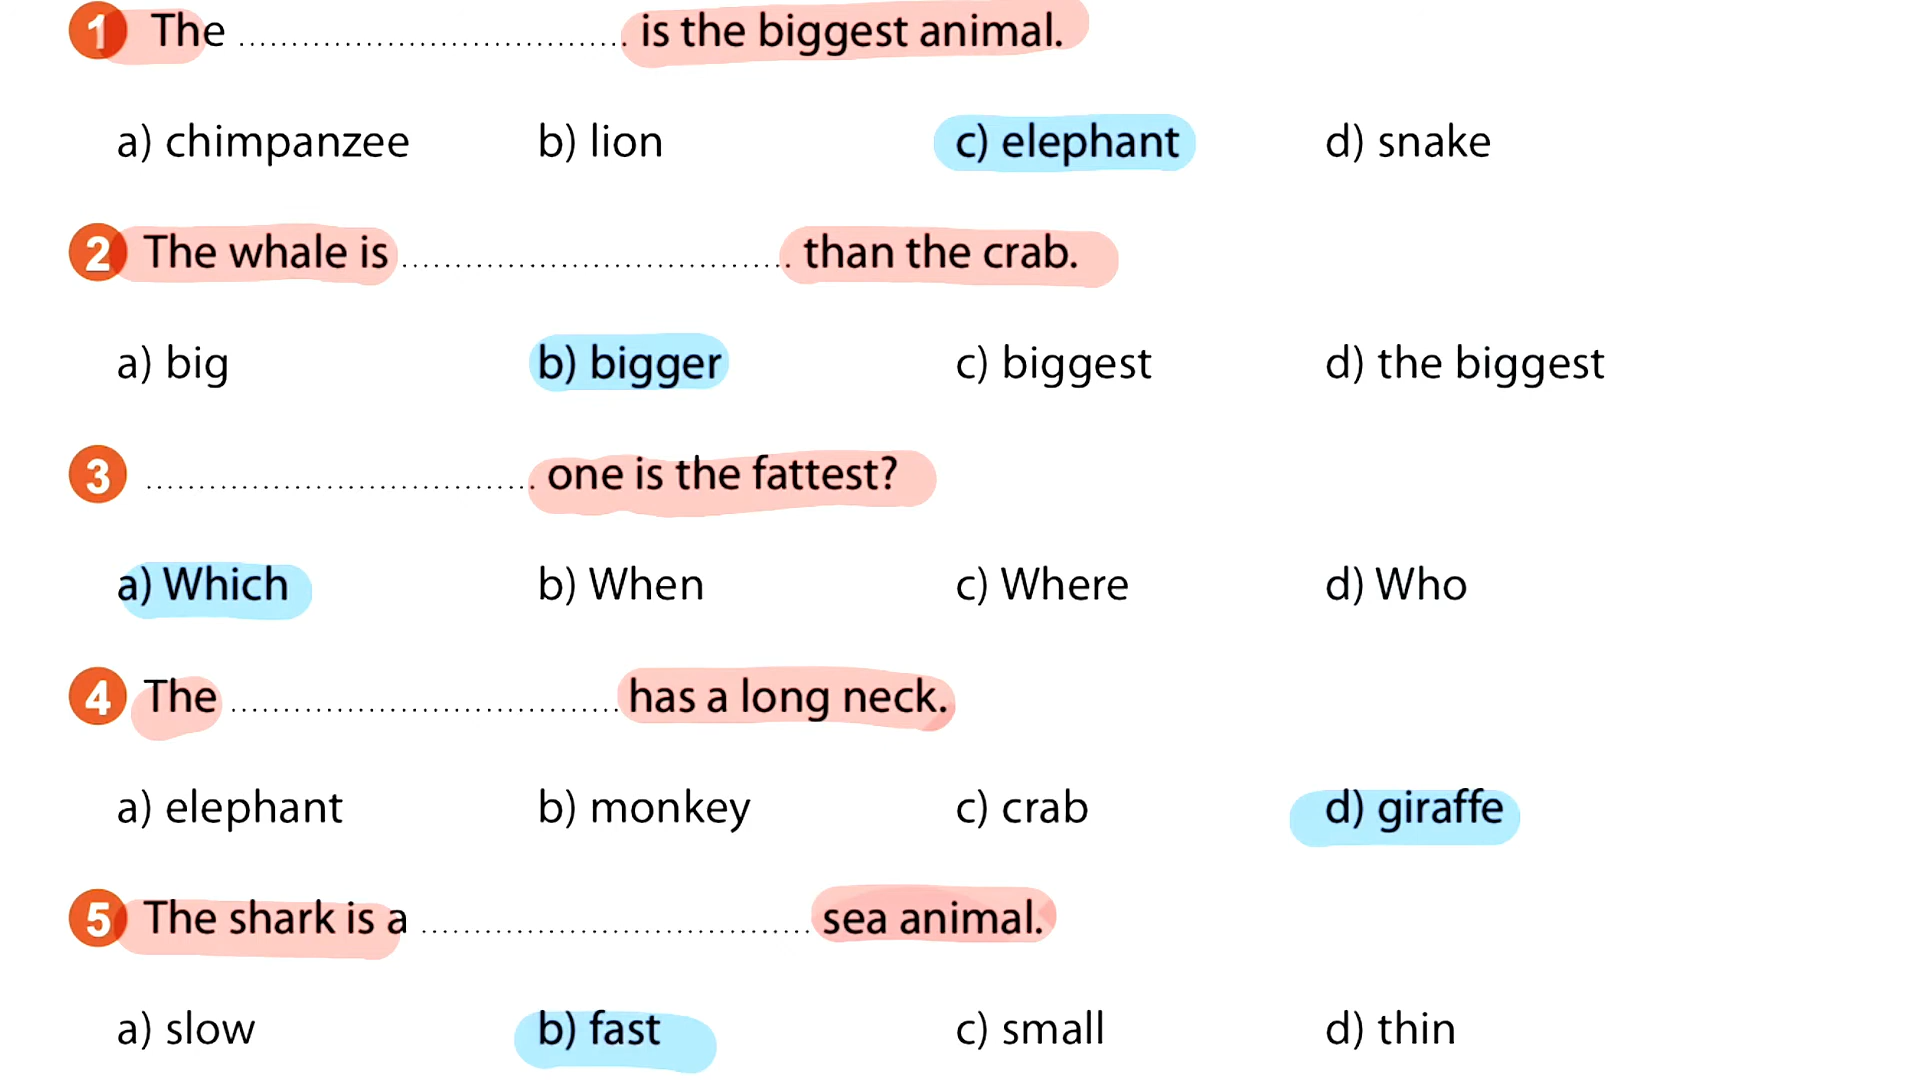 1 The ..................................... is the biggest animal.
a) chimpanzee b) lion c) elephant d) snake
2 The whale is ..................................... than the crab.
a) big b) bigger c) biggest d) the biggest
3 ..................................... one is the fattest?
a) Which b) When c) Where d) Who
4 The ..................................... has a long neck.
a) elephant b) monkey c) crab d) giraffe
5 The shark is a ..................................... sea animal.
a) slow b) fast c) small d) thin